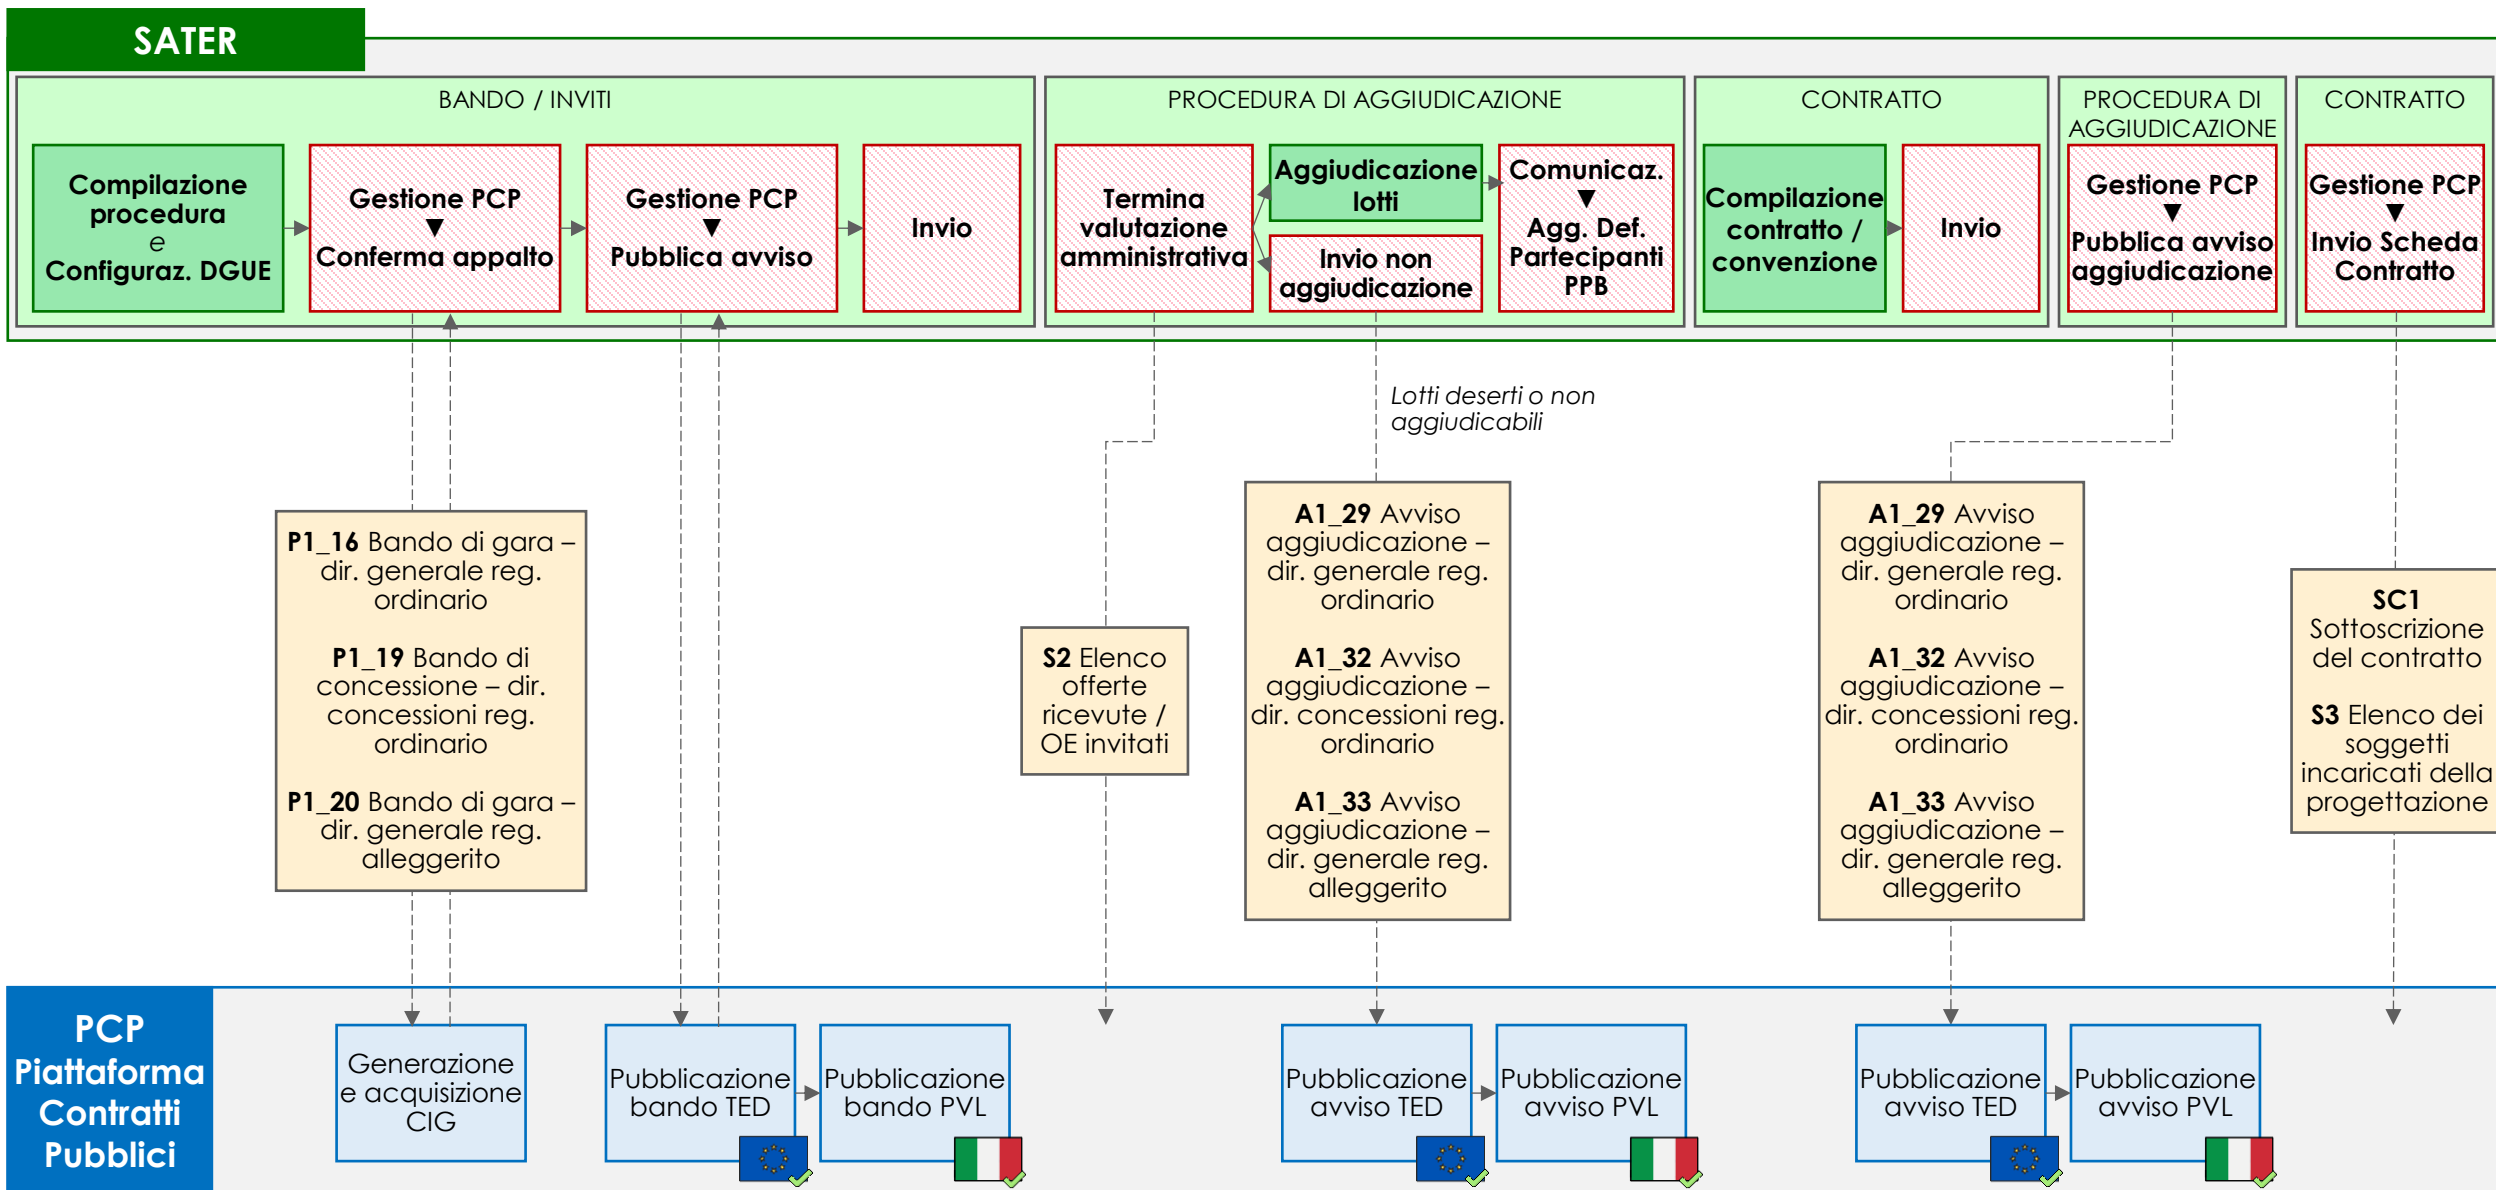 SATER
BANDO / INVITI
Compilazione
procedura
e
Configuraz. DGUE
Gestione PCP
▼
Conferma appalto
Gestione PCP
▼
Pubblica avviso
Invio
PROCEDURA DI AGGIUDICAZIONE
Termina
valutazione
amministrativa
Aggiudicazione
lotti
Invio non
aggiudicazione
Comunicaz.
▼
Agg. Def.
Partecipanti
PPB
CONTRATTO
Compilazione
contratto /
convenzione
Invio
PROCEDURA DI
AGGIUDICAZIONE
Gestione PCP
▼
Pubblica avviso
aggiudicazione
CONTRATTO
Gestione PCP
▼
Invio Scheda
Contratto
Lotti deserti o non
aggiudicabili
P1_16 Bando di gara –
dir. generale reg.
ordinario
P1_19 Bando di
concessione – dir.
concessioni reg.
ordinario
P1_20 Bando di gara –
dir. generale reg.
alleggerito
S2 Elenco
offerte
ricevute /
OE invitati
A1_29 Avviso
aggiudicazione –
dir. generale reg.
ordinario
A1_32 Avviso
aggiudicazione –
dir. concessioni reg.
ordinario
A1_33 Avviso
aggiudicazione –
dir. generale reg.
alleggerito
A1_29 Avviso
aggiudicazione –
dir. generale reg.
ordinario
A1_32 Avviso
aggiudicazione –
dir. concessioni reg.
ordinario
A1_33 Avviso
aggiudicazione –
dir. generale reg.
alleggerito
SC1
Sottoscrizione
del contratto
S3 Elenco dei
soggetti
incaricati della
progettazione
PCP
Piattaforma
Contratti
Pubblici
Generazione
e acquisizione
CIG
Pubblicazione
bando TED
Pubblicazione
bando PVL
Pubblicazione
avviso TED
Pubblicazione
avviso PVL
Pubblicazione
avviso TED
Pubblicazione
avviso PVL